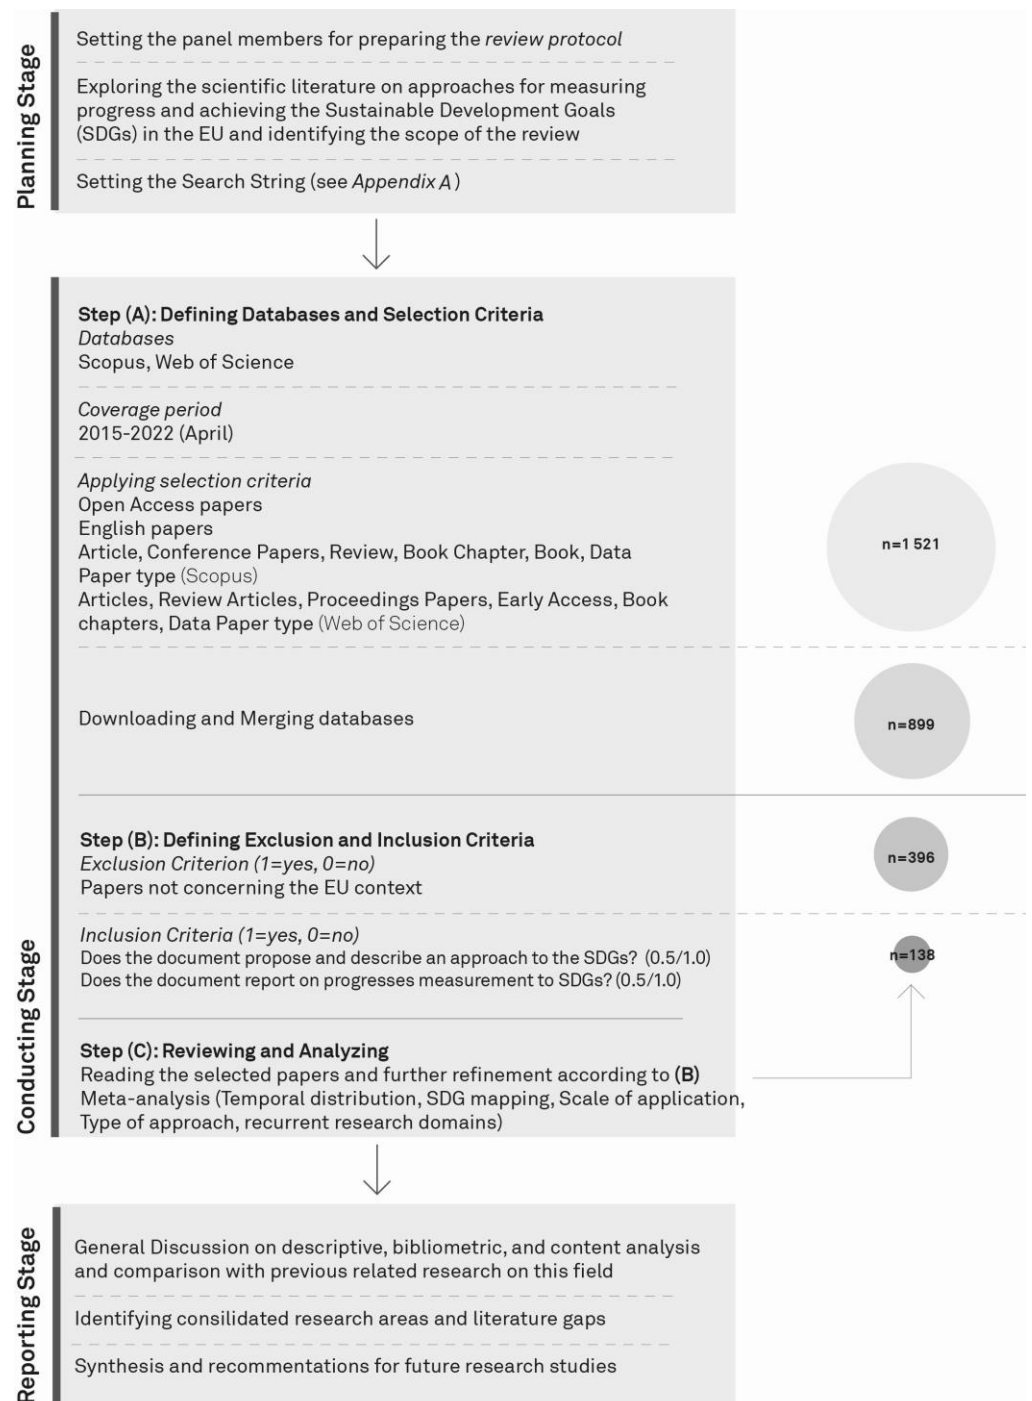 Planning Stage
Setting the panel members for preparing the review protocol
Exploring the scientific literature on approaches for measuring
progress and achieving the Sustainable Development Goals
(SDGs) in the EU and identifying the scope of the review
Setting the Search String (see Appendix A)
Conducting Stage
Step (A): Defining Databases and Selection Criteria
Databases
Scopus, Web of Science
Coverage period
2015-2022 (April)
Applying selection criteria
Open Access papers
English papers
Article, Conference Papers, Review, Book Chapter, Book, Data
Paper type (Scopus)
Articles, Review Articles, Proceedings Papers, Early Access, Book
chapters, Data Paper type (Web of Science)
n=1 521
Downloading and Merging databases
n=899
Step (B): Defining Exclusion and Inclusion Criteria
Exclusion Criterion (1=yes, 0=no)
Papers not concerning the EU context
n=396
Inclusion Criteria (1=yes, 0=no)
Does the document propose and describe an approach to the SDGs? (0.5/1.0)
Does the document report on progresses measurement to SDGs? (0.5/1.0)
n=138
Step (C): Reviewing and Analyzing
Reading the selected papers and further refinement according to (B)
Meta-analysis (Temporal distribution, SDG mapping, Scale of application,
Type of approach, recurrent research domains)
Reporting Stage
General Discussion on descriptive, bibliometric, and content analysis
and comparison with previous related research on this field
Identifying consilidated research areas and literature gaps
Synthesis and recommentations for future research studies